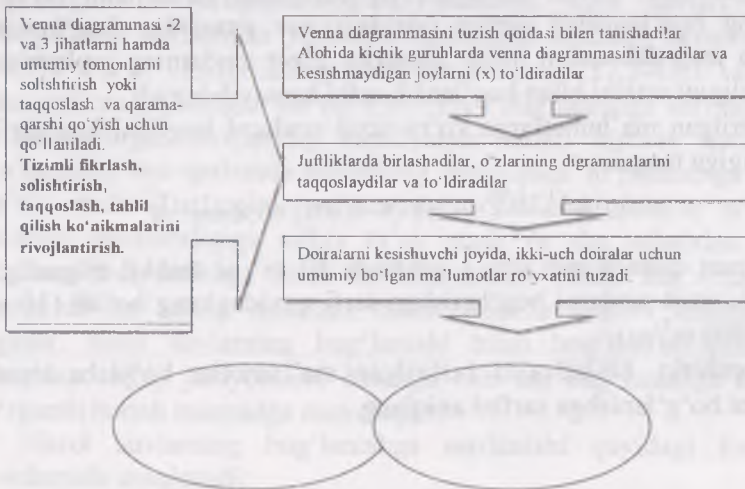 Venna diagrammasi -2
va 3 jihatlarni hamda
umumiy tomonlarni
solishtirish yoki
taqqoslash va qarama-
qarshi qo'yish uchun
qo'llaniladi.
Tizimli fikrlash,
solishtirish,
taqqoslash, tahlil
qilish ko'nikmalarini
rivojlantirish.
Venna diagrammasini tuzish qoidasi bilan tanishadilar
Alohida kichik guruhlarda venna diagrammasini tuzadilar va
kesishmaydigan joylarni (x) to'ldiradilar
Juftliklarda birlashadilar, o'zlarining digrammalarini
taqqoslaydilar va to'ldiradilar
Doiralarni kesishuvchi joyida, ikki-uch doiralar uchun
umumiy bo'lgan ma'lumotlar ro'yxatini tuzadi.